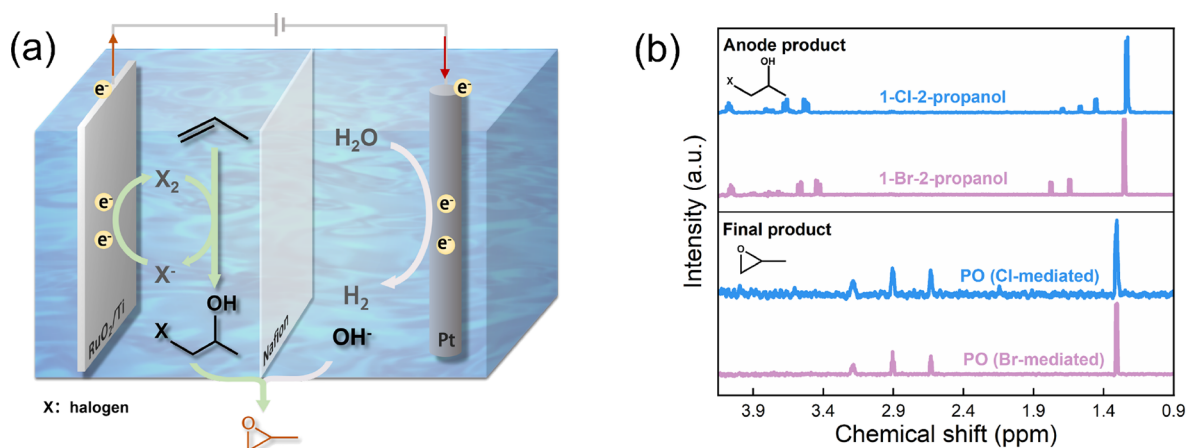 (a)
e⁻
e⁻
H₂O
X₂
e⁻
e⁻
e⁻
e⁻
X⁻
H₂
OH
X
OH⁻
RuO₂/Ti
Nafion
Pt
X: halogen
O
(b)
Anode product
OH
X
1-Cl-2-propanol
1-Br-2-propanol
Final product
O
PO (Cl-mediated)
PO (Br-mediated)
Intensity (a.u.)
3.9 3.4 2.9 2.4 1.9 1.4 0.9
Chemical shift (ppm)